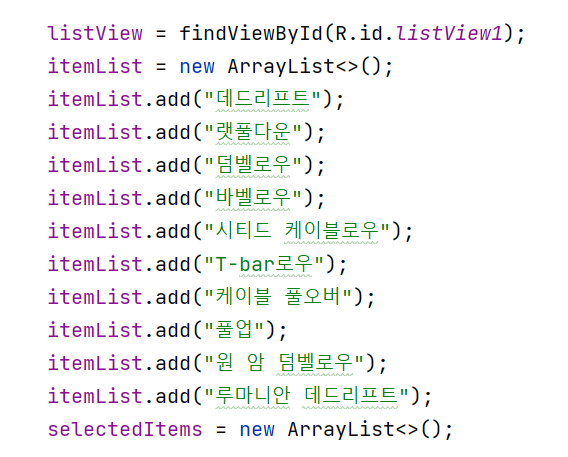 listView = findViewById(R.id.listView1);
itemList = new ArrayList<>();
itemList.add("데드리프트");
itemList.add("랫풀다운");
itemList.add("덤벨로우");
itemList.add("바벨로우");
itemList.add("시티드 케이블로우");
itemList.add("T-bar로우");
itemList.add("케이블 풀오버");
itemList.add("풀업");
itemList.add("원 암 덤벨로우");
itemList.add("루마니안 데드리프트");
selectedItems = new ArrayList<>();